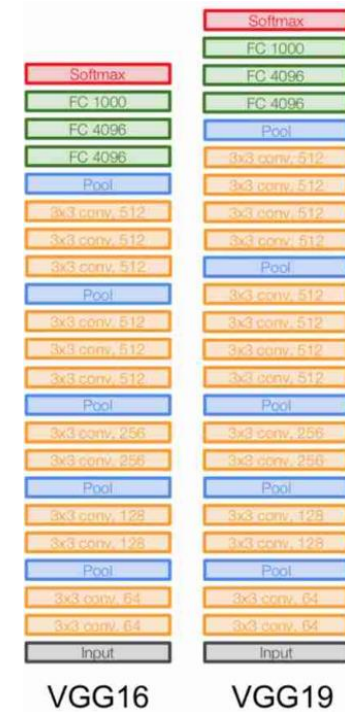 Softmax
FC 1000
FC 4096
FC 4096
Pool
3x3 conv, 512
3x3 conv, 512
3x3 conv, 512
Pool
3x3 conv, 512
3x3 conv, 512
3x3 conv, 512
Pool
3x3 conv, 256
3x3 conv, 256
Pool
3x3 conv, 128
3x3 conv, 128
Pool
3x3 conv, 64
3x3 conv, 64
Input
VGG16
Softmax
FC 1000
FC 4096
FC 4096
Pool
3x3 conv, 512
3x3 conv, 512
3x3 conv, 512
3x3 conv, 512
Pool
3x3 conv, 512
3x3 conv, 512
3x3 conv, 512
3x3 conv, 512
Pool
3x3 conv, 256
3x3 conv, 256
Pool
3x3 conv, 128
3x3 conv, 128
Pool
3x3 conv, 64
3x3 conv, 64
Input
VGG19